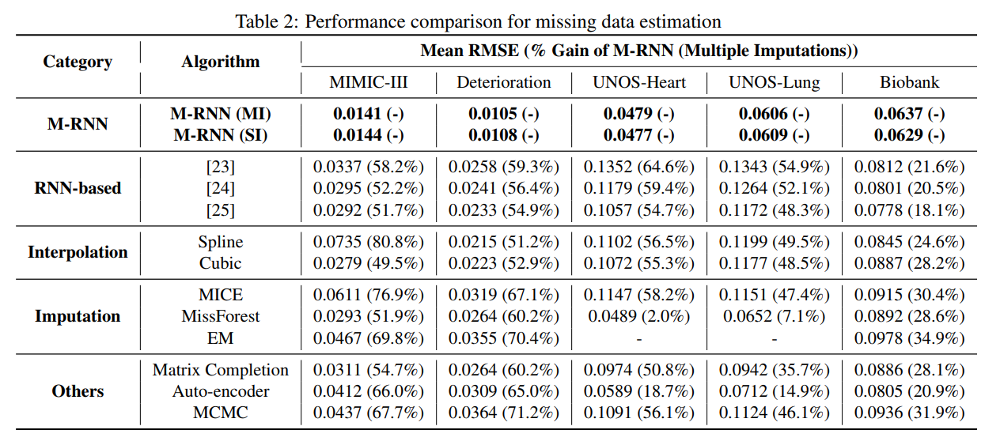 Table 2: Performance comparison for missing data estimation
Category Algorithm Mean RMSE (% Gain of M-RNN (Multiple Imputations))
MIMIC-III Deterioration UNOS-Heart UNOS-Lung Biobank
M-RNN M-RNN (MI) 0.0141 (-) 0.0105 (-) 0.0479 (-) 0.0606 (-) 0.0637 (-)
M-RNN (SI) 0.0144 (-) 0.0108 (-) 0.0477 (-) 0.0609 (-) 0.0629 (-)
[23] 0.0337 (58.2%) 0.0258 (59.3%) 0.1352 (64.6%) 0.1343 (54.9%) 0.0812 (21.6%)
RNN-based [24] 0.0295 (52.2%) 0.0241 (56.4%) 0.1179 (59.4%) 0.1264 (52.1%) 0.0801 (20.5%)
[25] 0.0292 (51.7%) 0.0233 (54.9%) 0.1057 (54.7%) 0.1172 (48.3%) 0.0778 (18.1%)
Interpolation Spline 0.0735 (80.8%) 0.0215 (51.2%) 0.1102 (56.5%) 0.1199 (49.5%) 0.0845 (24.6%)
Cubic 0.0279 (49.5%) 0.0223 (52.9%) 0.1072 (55.3%) 0.1177 (48.5%) 0.0887 (28.2%)
MICE 0.0611 (76.9%) 0.0319 (67.1%) 0.1147 (58.2%) 0.1151 (47.4%) 0.0915 (30.4%)
Imputation MissForest 0.0293 (51.9%) 0.0264 (60.2%) 0.0489 (2.0%) 0.0652 (7.1%) 0.0892 (28.6%)
EM 0.0467 (69.8%) 0.0355 (70.4%) - - 0.0978 (34.9%)
Matrix Completion 0.0311 (54.7%) 0.0264 (60.2%) 0.0974 (50.8%) 0.0942 (35.7%) 0.0886 (28.1%)
Others Auto-encoder 0.0412 (66.0%) 0.0309 (65.0%) 0.0589 (18.7%) 0.0712 (14.9%) 0.0805 (20.9%)
MCMC 0.0437 (67.7%) 0.0364 (71.2%) 0.1091 (56.1%) 0.1124 (46.1%) 0.0936 (31.9%)